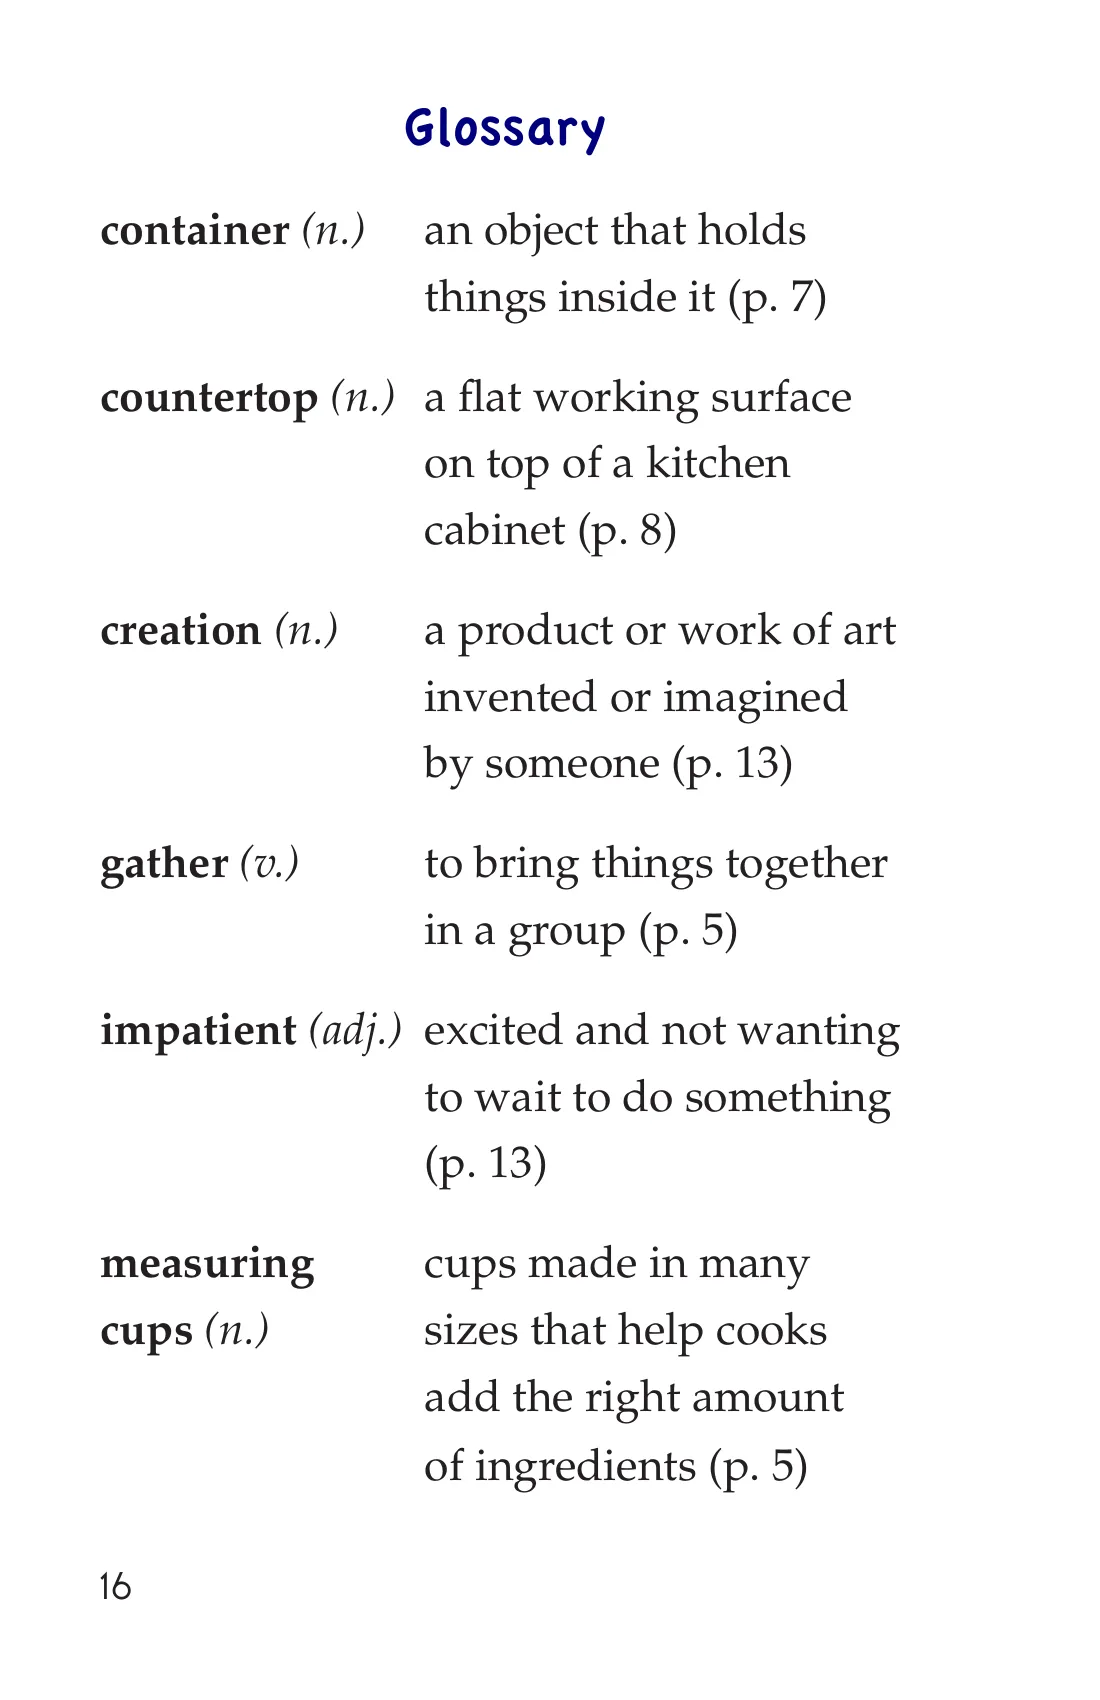 Glossary
container (n.) an object that holds
things inside it (p. 7)
countertop (n.) a flat working surface
on top of a kitchen
cabinet (p. 8)
creation (n.) a product or work of art
invented or imagined
by someone (p. 13)
gather (v.) to bring things together
in a group (p. 5)
impatient (adj.) excited and not wanting
to wait to do something
(p. 13)
measuring cups made in many
cups (n.) sizes that help cooks
add the right amount
of ingredients (p. 5)
16